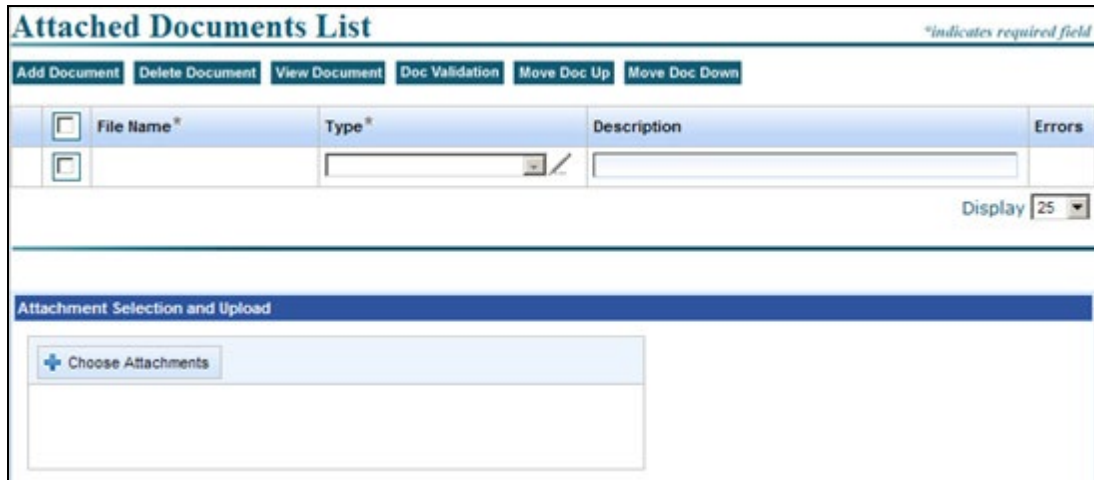 Attached Documents List
*indicates required field
Add Document Delete Document View Document Doc Validation Move Doc Up Move Doc Down
File Name* Type* Description Errors
Display 25
Attachment Selection and Upload
Choose Attachments